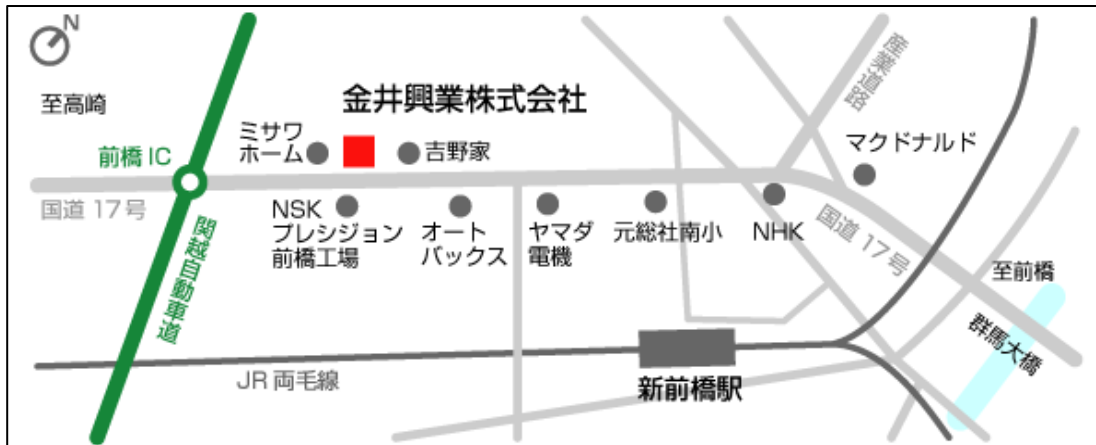 N
至高崎
金井興業株式会社
産業道路
ミサワ
ホーム
吉野家
マクドナルド
前橋 IC
国道 17号
関越自動車道
NSK
プレシジョン
前橋工場
オート
バックス
ヤマダ
電機
元総社南小
NHK
国道 17号
至前橋
群馬大橋
JR 両毛線
新前橋駅